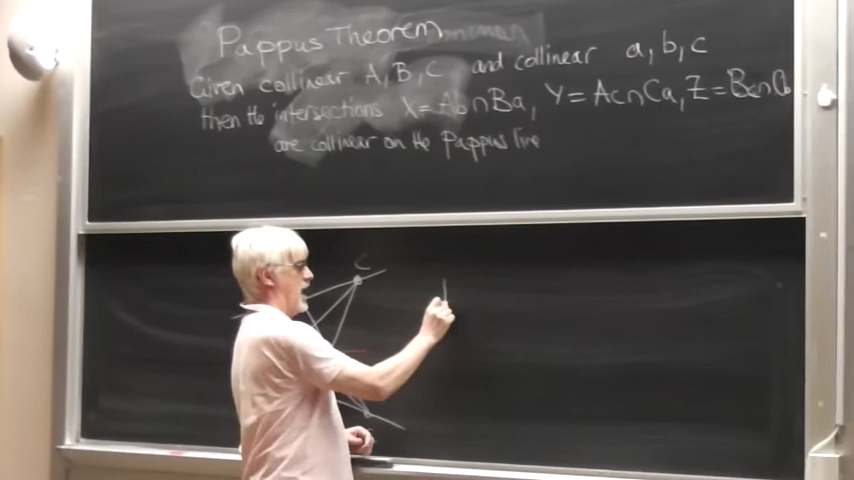 Pappus Theorem
Given collinear A, B, C and collinear a, b, c
then the intersections X = Ab∩Ba, Y = Ac∩Ca, Z = Bc∩Cb
are collinear on the Pappus line
C